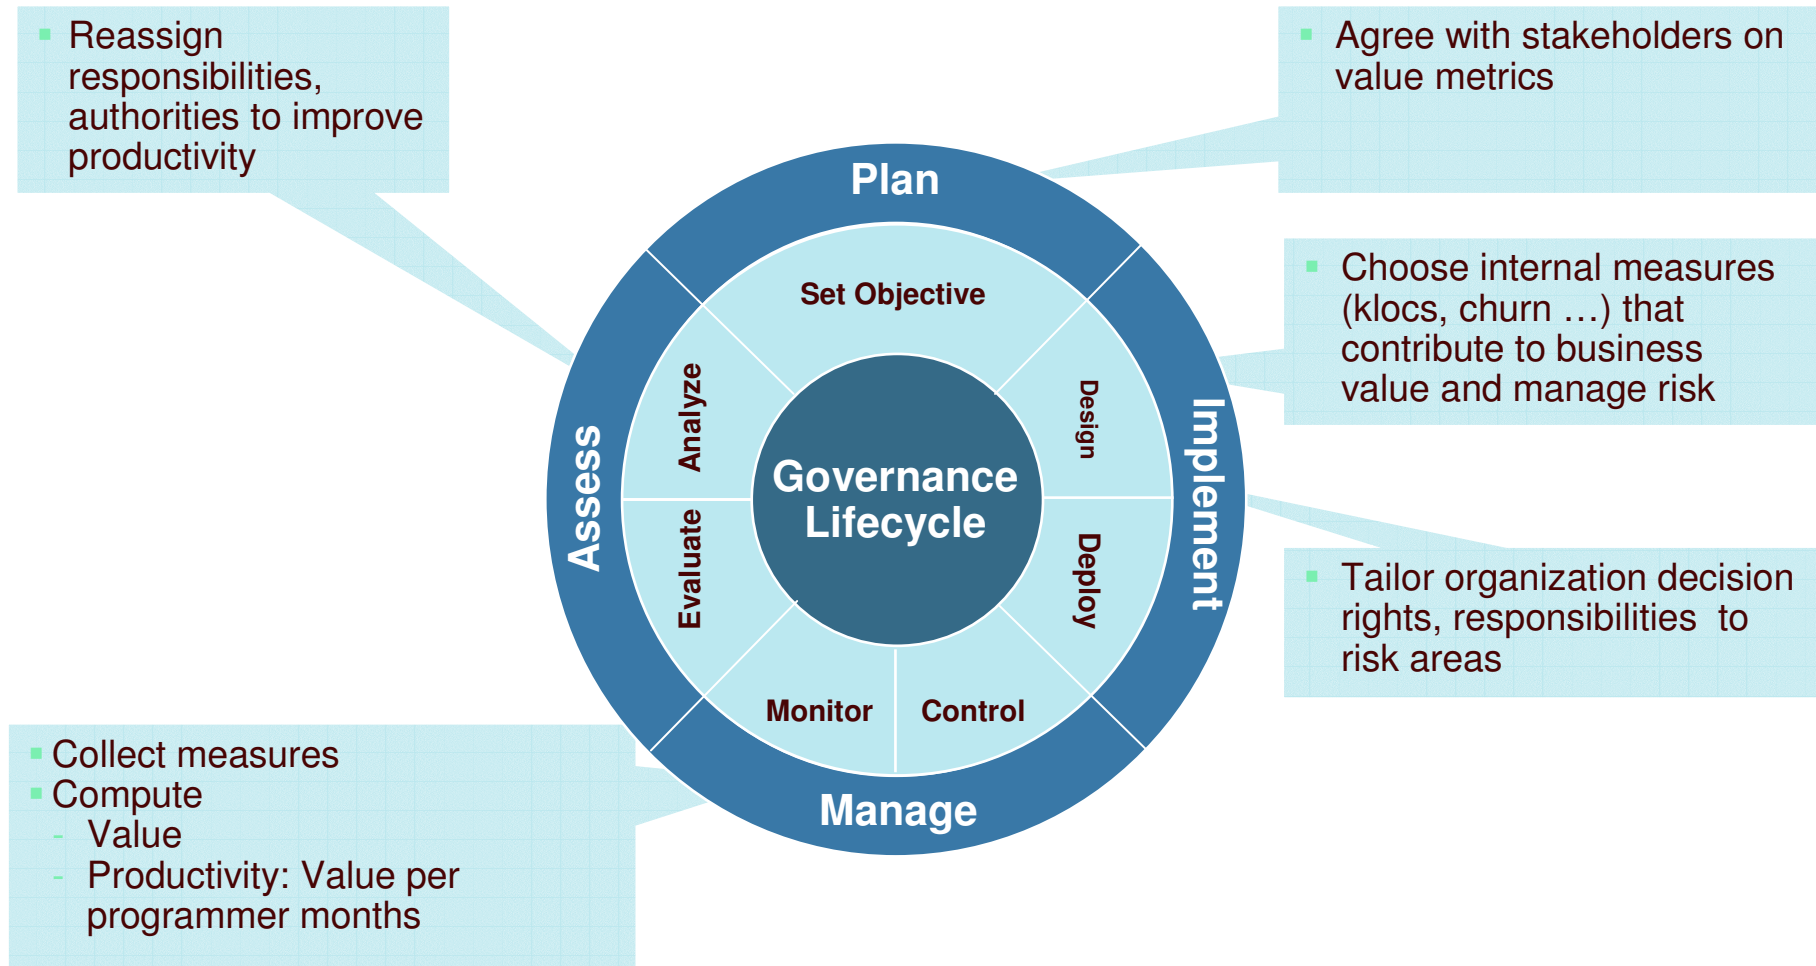 ▪ Reassign
responsibilities,
authorities to improve
productivity
▪ Agree with stakeholders on
value metrics
▪ Choose internal measures
(klocs, churn …) that
contribute to business
value and manage risk
▪ Tailor organization decision
rights, responsibilities  to
risk areas
▪ Collect measures
▪ Compute
- Value
- Productivity: Value per
programmer months
Plan
Implement
Manage
Assess
Set Objective
Design
Deploy
Control
Monitor
Evaluate
Analyze
Governance
Lifecycle